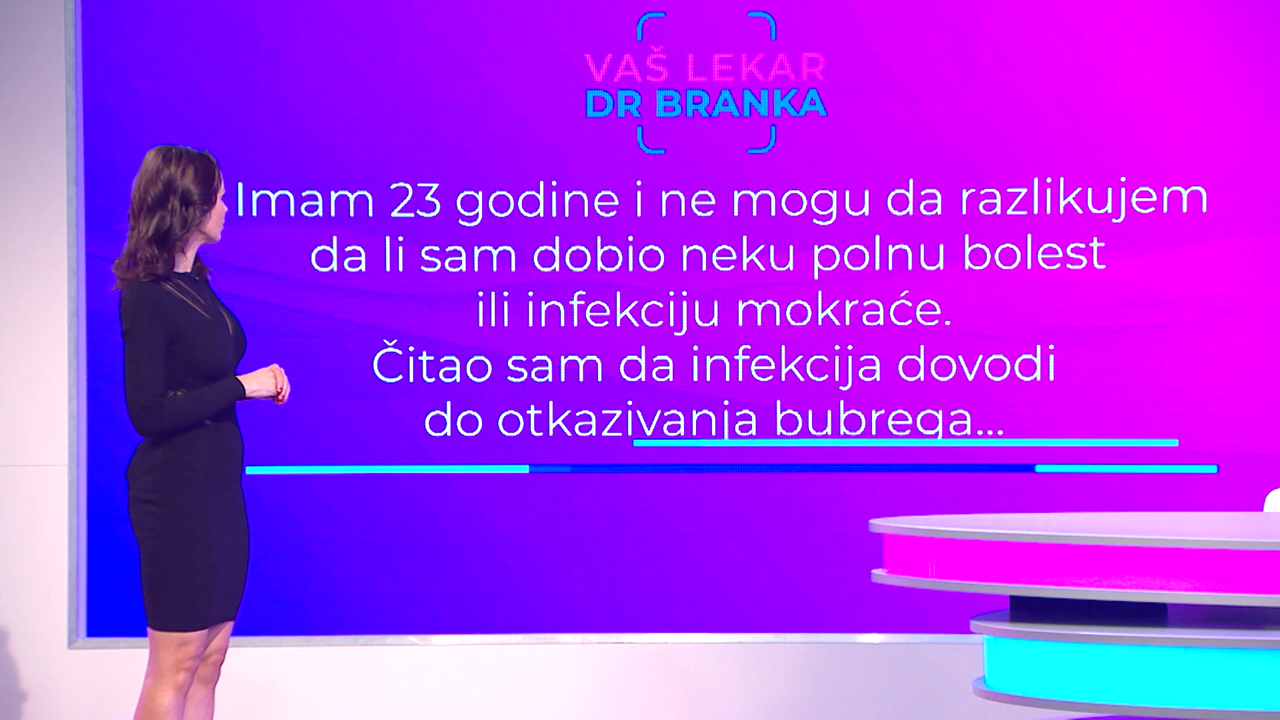 VAŠ LEKAR
DR BRANKA
Imam 23 godine i ne mogu da razlikujem
da li sam dobio neku polnu bolest
ili infekciju mokraće.
Čitao sam da infekcija dovodi
do otkazivanja bubrega...